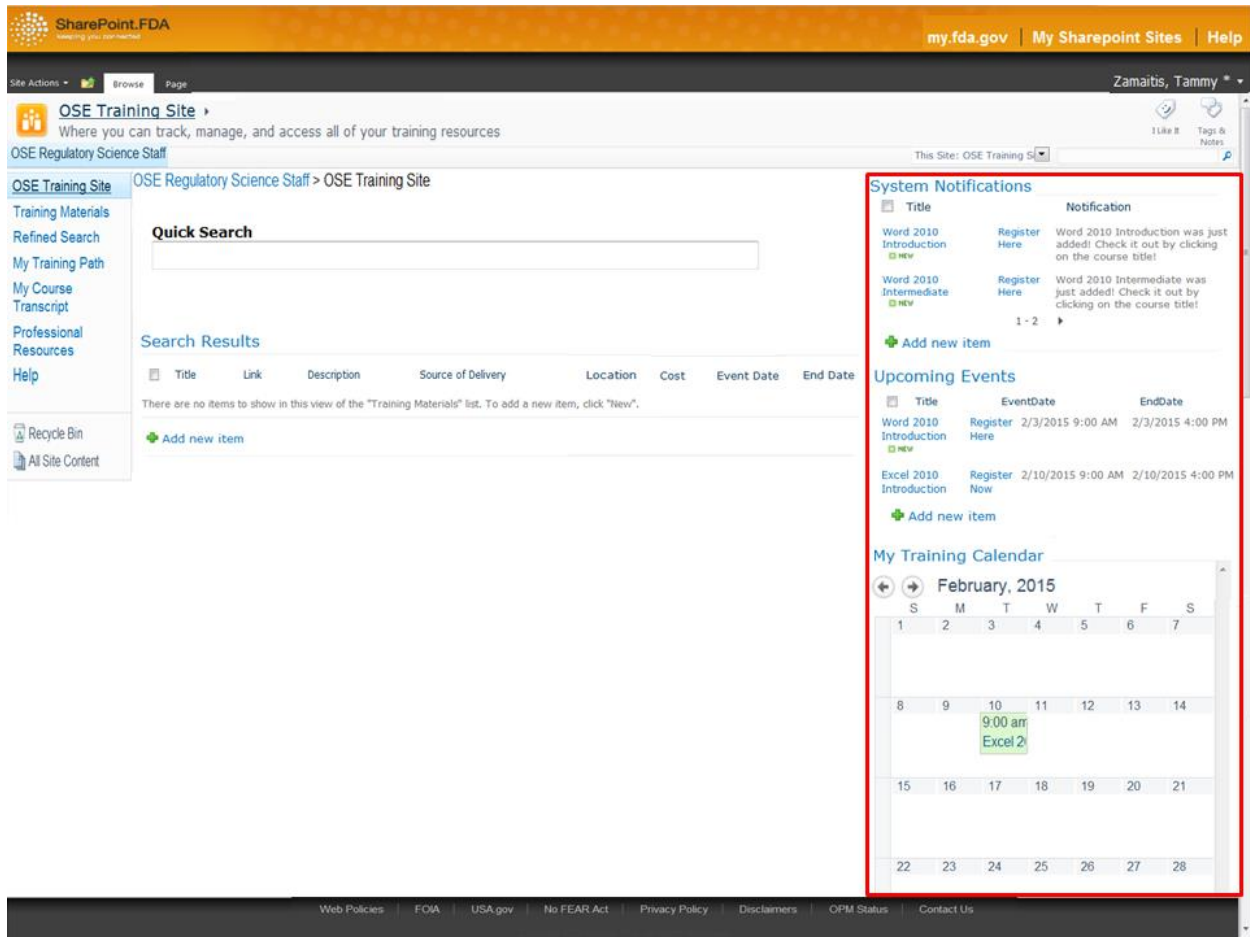 SharePoint.FDA
keeping you connected
my.fda.gov | My Sharepoint Sites | Help
Site Actions
Browse
Page
Zamaitis, Tammy *
OSE Training Site
Where you can track, manage, and access all of your training resources
I Like It
Tags & Notes
OSE Regulatory Science Staff
This Site: OSE Training Si
OSE Training Site
Training Materials
Refined Search
My Training Path
My Course
Transcript
Professional
Resources
Help
Recycle Bin
All Site Content
OSE Regulatory Science Staff > OSE Training Site
Quick Search
Search Results
Title Link Description Source of Delivery Location Cost Event Date End Date
There are no items to show in this view of the "Training Materials" list. To add a new item, click "New".
Add new item
System Notifications
Title Notification
Word 2010 Register Word 2010 Introduction was just
Introduction Here added! Check it out by clicking
NEW on the course title!
Word 2010 Register Word 2010 Intermediate was
Intermediate Here just added! Check it out by
NEW clicking on the course title!
1 - 2
Add new item
Upcoming Events
Title EventDate EndDate
Word 2010 Register 2/3/2015 9:00 AM 2/3/2015 4:00 PM
Introduction Here
NEW
Excel 2010 Register 2/10/2015 9:00 AM 2/10/2015 4:00 PM
Introduction Now
Add new item
My Training Calendar
February, 2015
S M T W T F S
1 2 3 4 5 6 7
8 9 10 11 12 13 14
9:00 am
Excel 20
15 16 17 18 19 20 21
22 23 24 25 26 27 28
Web Policies | FOIA | USA.gov | No FEAR Act | Privacy Policy | Disclaimers | OPM Status | Contact Us